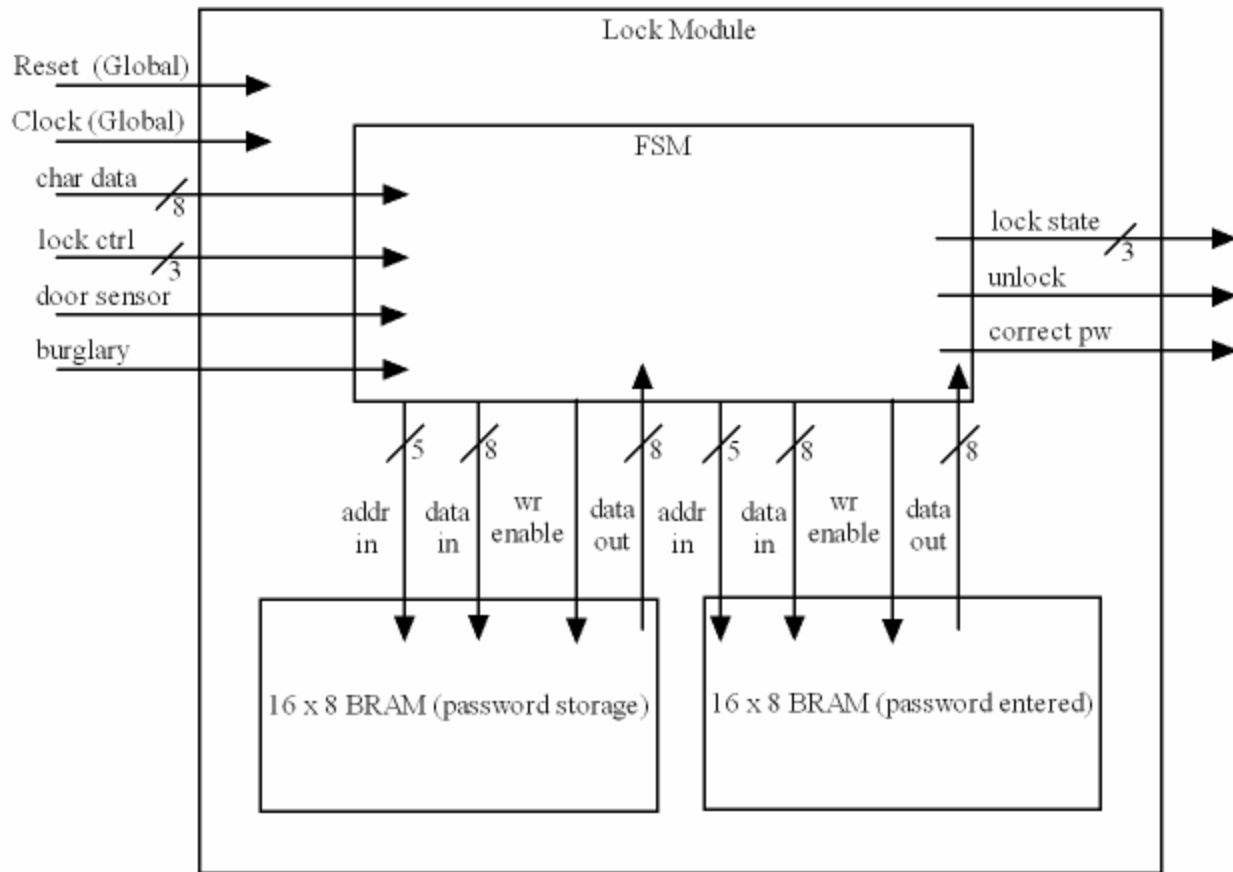 Lock Module
Reset (Global)
Clock (Global)
FSM
char data
8
lock ctrl
3
door sensor
burglary
lock state
3
unlock
correct pw
5
8
8
5
8
8
addr
in
data
in
wr
enable
data
out
addr
in
data
in
wr
enable
data
out
16 x 8 BRAM (password storage)
16 x 8 BRAM (password entered)